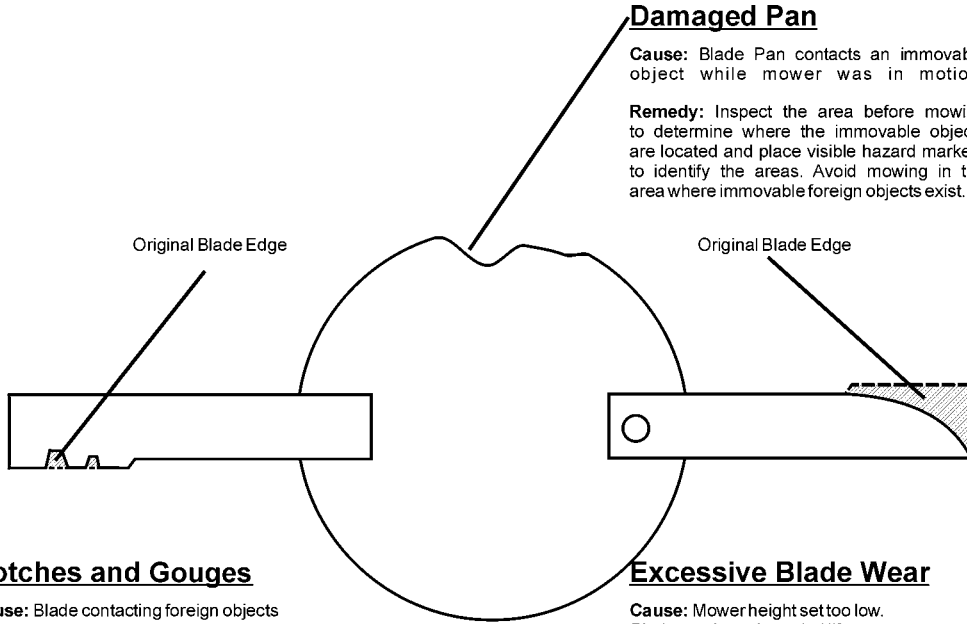 Damaged Pan
Cause: Blade Pan contacts an immovab
object while mower was in motio
Remedy: Inspect the area before mowi
to determine where the immovable objec
are located and place visible hazard marke
to identify the areas. Avoid mowing in t
area where immovable foreign objects exist.
Original Blade Edge
Original Blade Edge
otches and Gouges
use: Blade contacting foreign objects
Excessive Blade Wear
Cause: Mower height set too low.